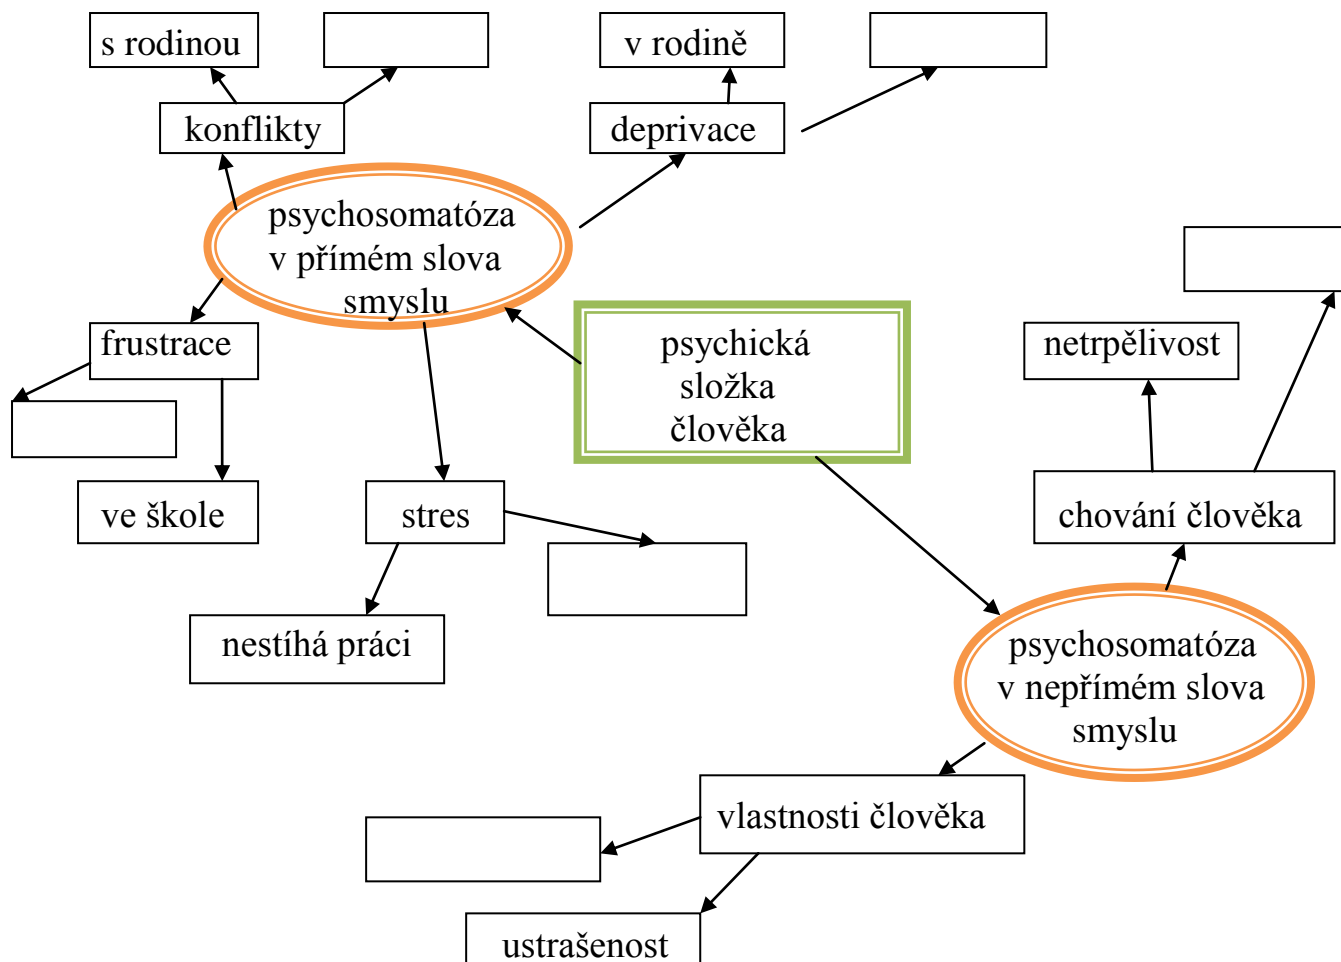 s rodinou
v rodině
konflikty
deprivace
psychosomatóza
v přímém slova
smyslu
frustrace
psychická
složka
člověka
netrpělivost
ve škole
stres
chování člověka
nestíhá práci
psychosomatóza
v nepřímém slova
smyslu
vlastnosti člověka
ustrašenost